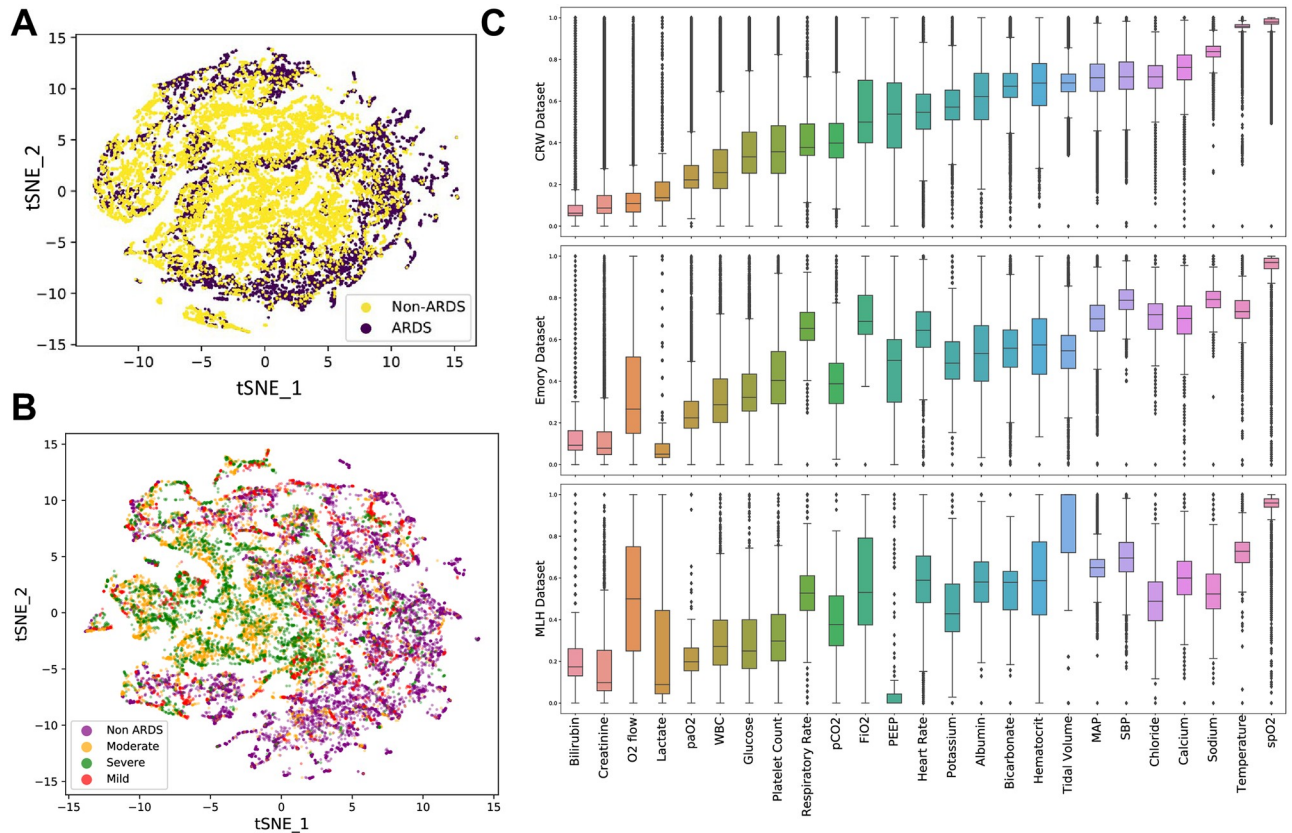 A
15
10
5
0
−5
−10
−15
tSNE_2
−10
−5
0
5
10
15
tSNE_1
Non-ARDS
ARDS
B
15
10
5
0
−5
−10
−15
tSNE_2
−15
−10
−5
0
5
10
15
tSNE_1
Non ARDS
Moderate
Severe
Mild
C
CRW Dataset
1.0
0.8
0.6
0.4
0.2
0.0
Emory Dataset
1.0
0.8
0.6
0.4
0.2
0.0
MLH Dataset
1.0
0.8
0.6
0.4
0.2
0.0
Bilirubin
Creatinine
O2 flow
Lactate
paO2
WBC
Glucose
Platelet Count
Respiratory Rate
pCO2
FiO2
PEEP
Heart Rate
Potassium
Albumin
Bicarbonate
Hematocrit
Tidal Volume
MAP
SBP
Chloride
Calcium
Sodium
Temperature
spO2